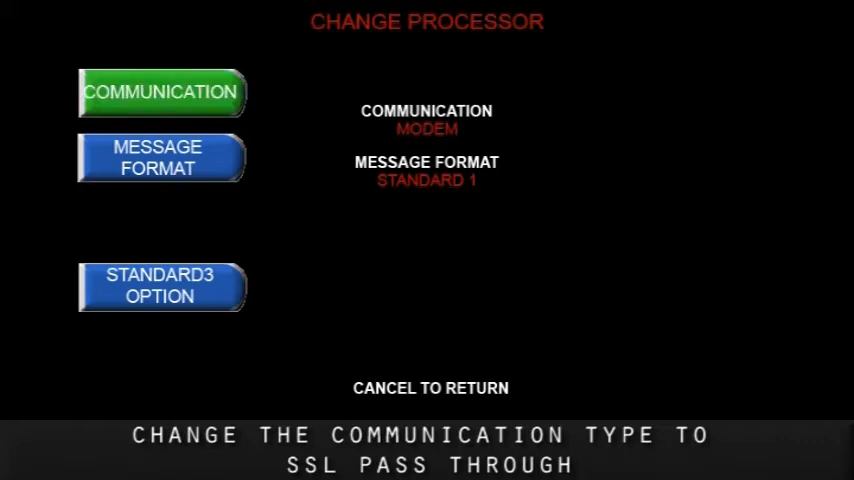 CHANGE PROCESSOR
COMMUNICATION
MESSAGE
FORMAT
STANDARD3
OPTION
COMMUNICATION
MODEM
MESSAGE FORMAT
STANDARD 1
CANCEL TO RETURN
CHANGE THE COMMUNICATION TYPE TO
SSL PASS THROUGH